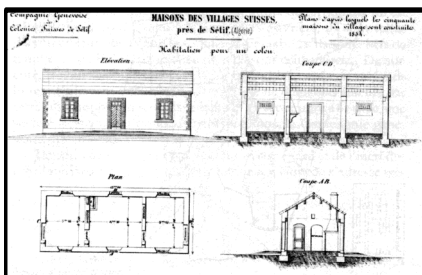 Compagnie Genevoise
des
Colonies Suisses de Sétif.
MAISONS DES VILLAGES SUISSES.
près de Sétif. (Algérie)
Habitation pour un colon
Plans d'après lesquels les cinquante
maisons du village sont construites
1854.
Elévation.
Coupe CD
Plan
Coupe AB